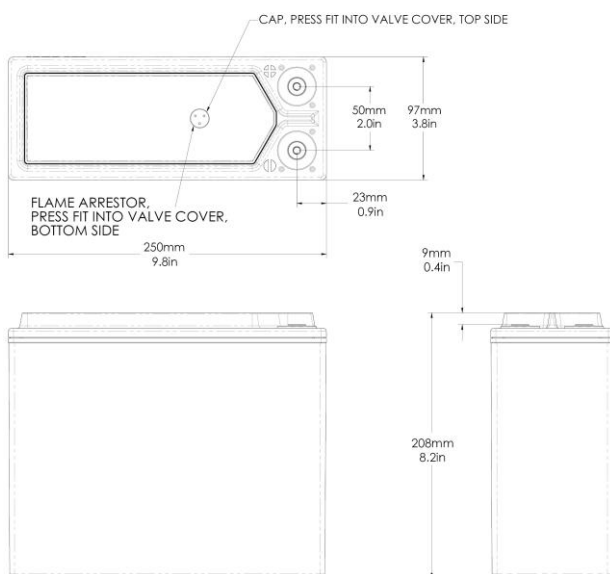 CAP, PRESS FIT INTO VALVE COVER, TOP SIDE
50mm
2.0in
97mm
3.8in
FLAME ARRESTOR,
PRESS FIT INTO VALVE COVER,
BOTTOM SIDE
23mm
0.9in
250mm
9.8in
9mm
0.4in
208mm
8.2in